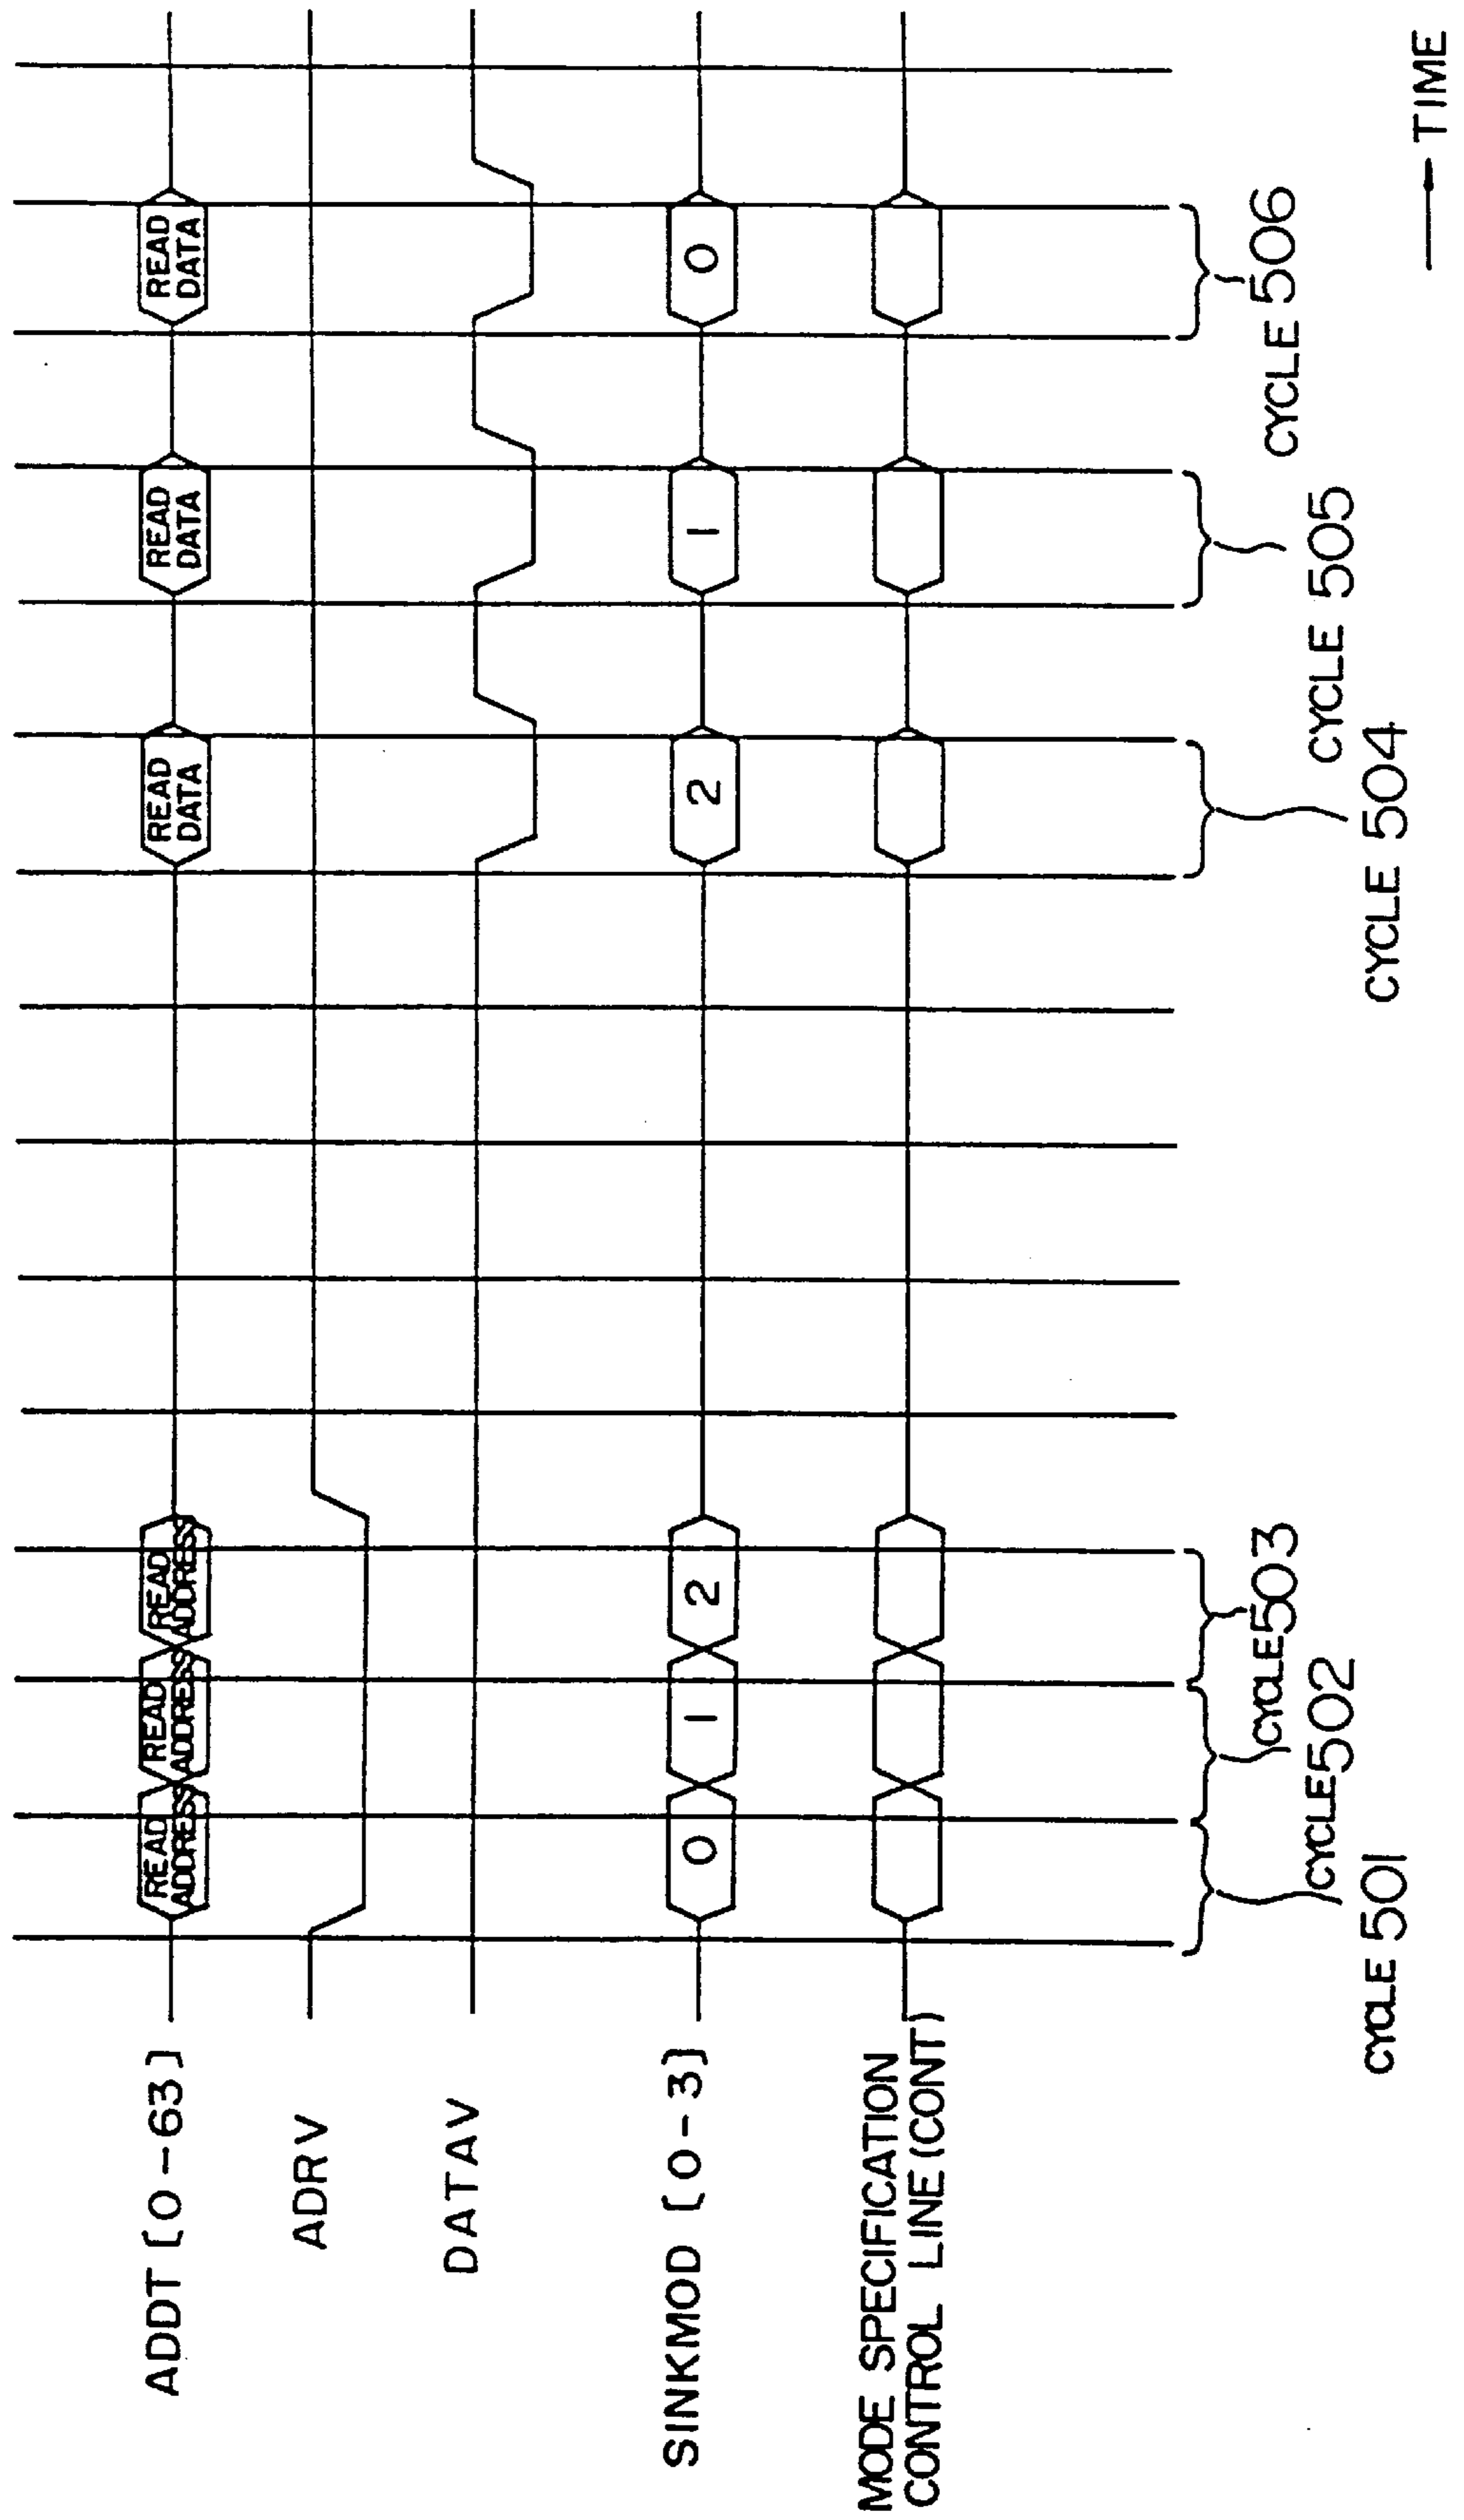 ADDT [0-63]
READ
ADDRESS
READ
ADDRESS
READ
ADDRESS
READ
DATA
READ
DATA
READ
DATA
ADRV
DATAV
SINKMOD [0-3]
0
1
2
2
1
0
MODE SPECIFICATION
CONTROL LINE (CONT)
CYCLE 501
CYCLE 502
CYCLE 503
CYCLE 504
CYCLE 505
CYCLE 506
TIME